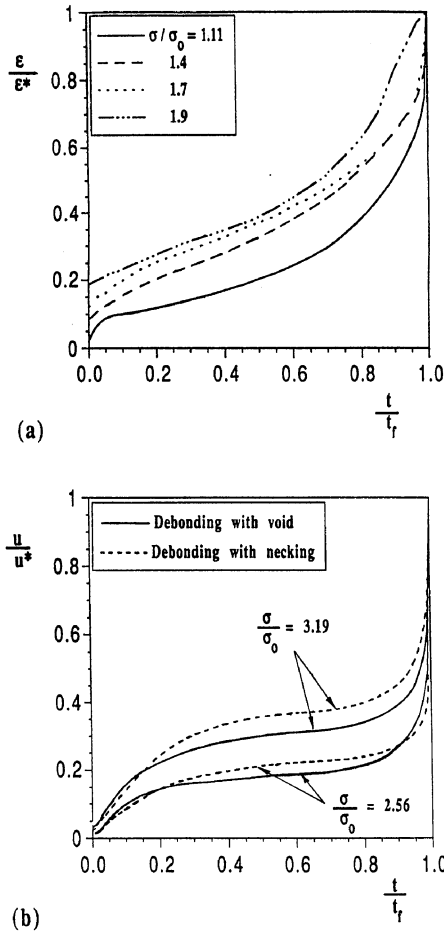 ε/ε*
1
0.8
0.6
0.4
0.2
0
σ/σ₀ = 1.11
1.4
1.7
1.9
0.0 0.2 0.4 0.6 0.8 1.0
t/t_f
(a)
u/u*
1
0.8
0.6
0.4
0.2
0
Debonding with void
Debonding with necking
σ/σ₀ = 3.19
σ/σ₀ = 2.56
0.0 0.2 0.4 0.6 0.8 1.0
t/t_f
(b)